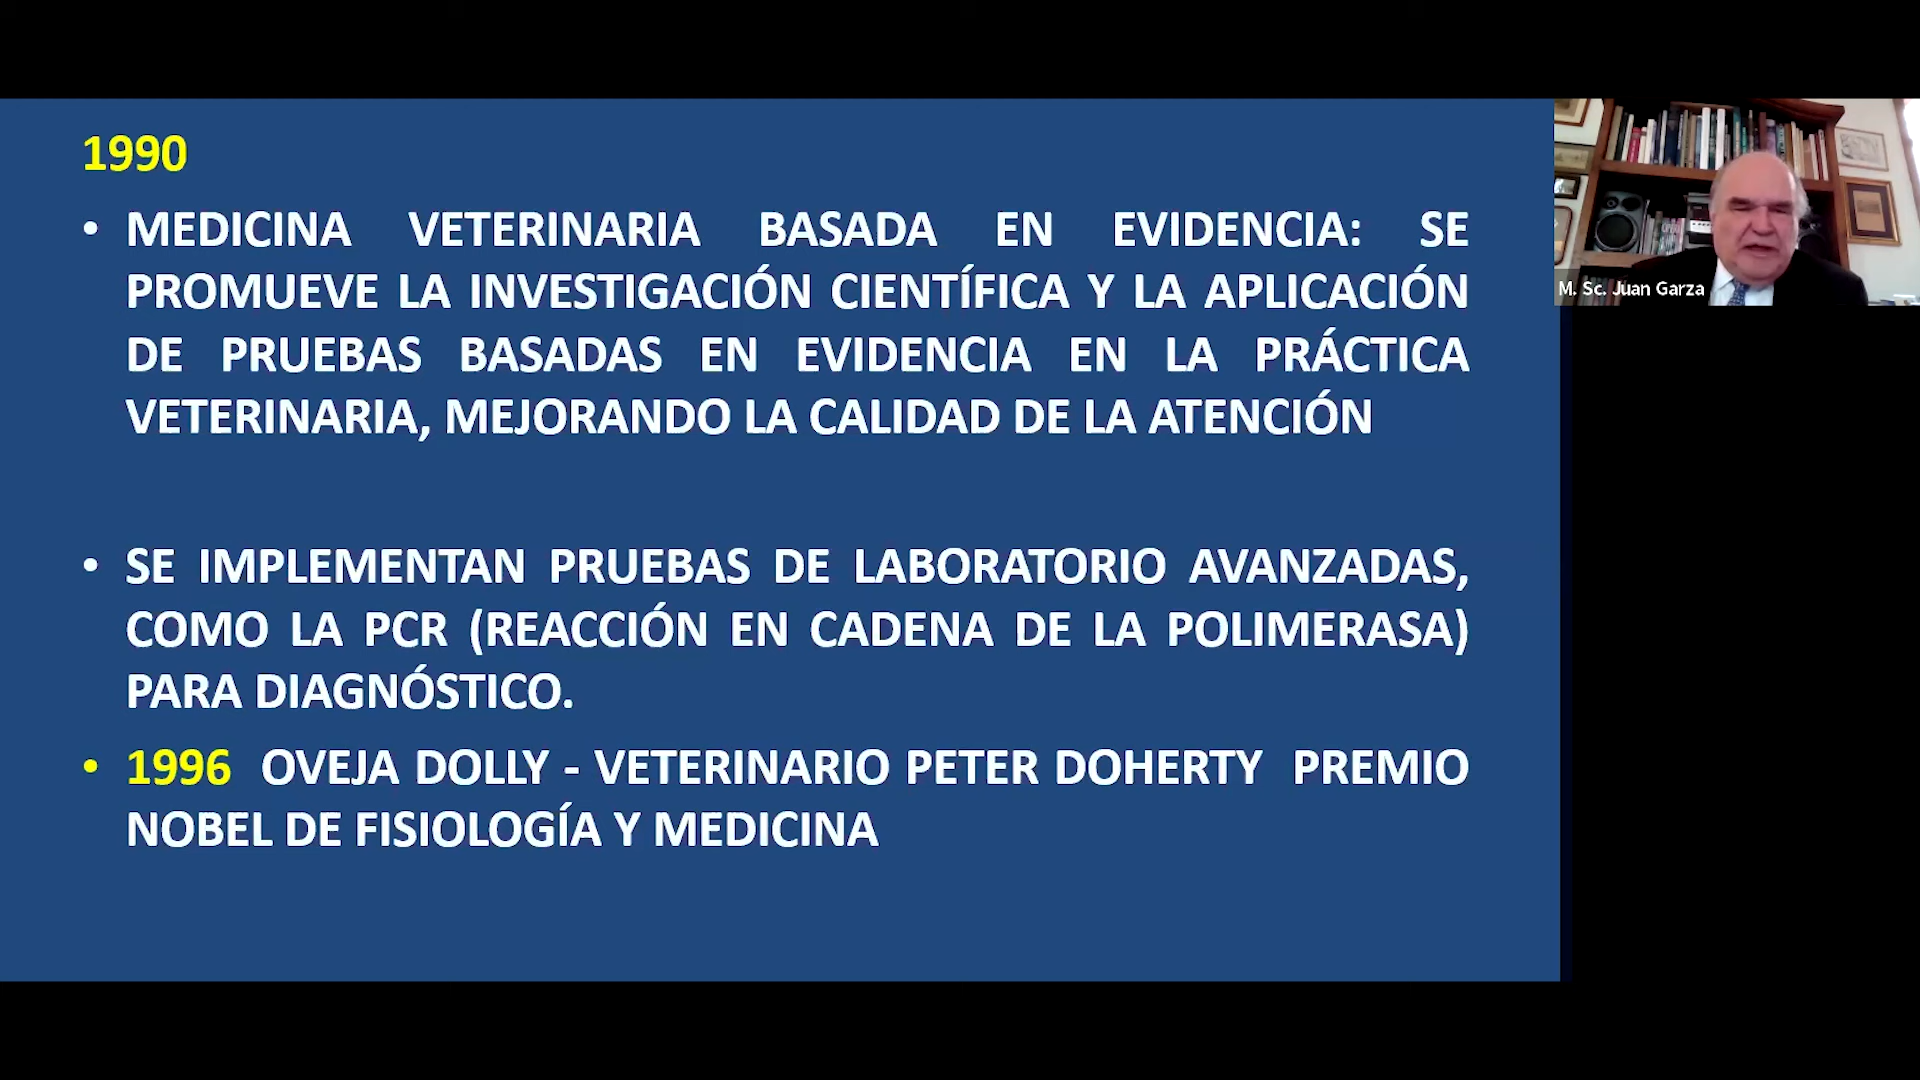 1990
• MEDICINA VETERINARIA BASADA EN EVIDENCIA: SE
PROMUEVE LA INVESTIGACIÓN CIENTÍFICA Y LA APLICACIÓN
DE PRUEBAS BASADAS EN EVIDENCIA EN LA PRÁCTICA
VETERINARIA, MEJORANDO LA CALIDAD DE LA ATENCIÓN
• SE IMPLEMENTAN PRUEBAS DE LABORATORIO AVANZADAS,
COMO LA PCR (REACCIÓN EN CADENA DE LA POLIMERASA)
PARA DIAGNÓSTICO.
• 1996 OVEJA DOLLY - VETERINARIO PETER DOHERTY PREMIO
NOBEL DE FISIOLOGÍA Y MEDICINA
M. Sc. Juan Garza